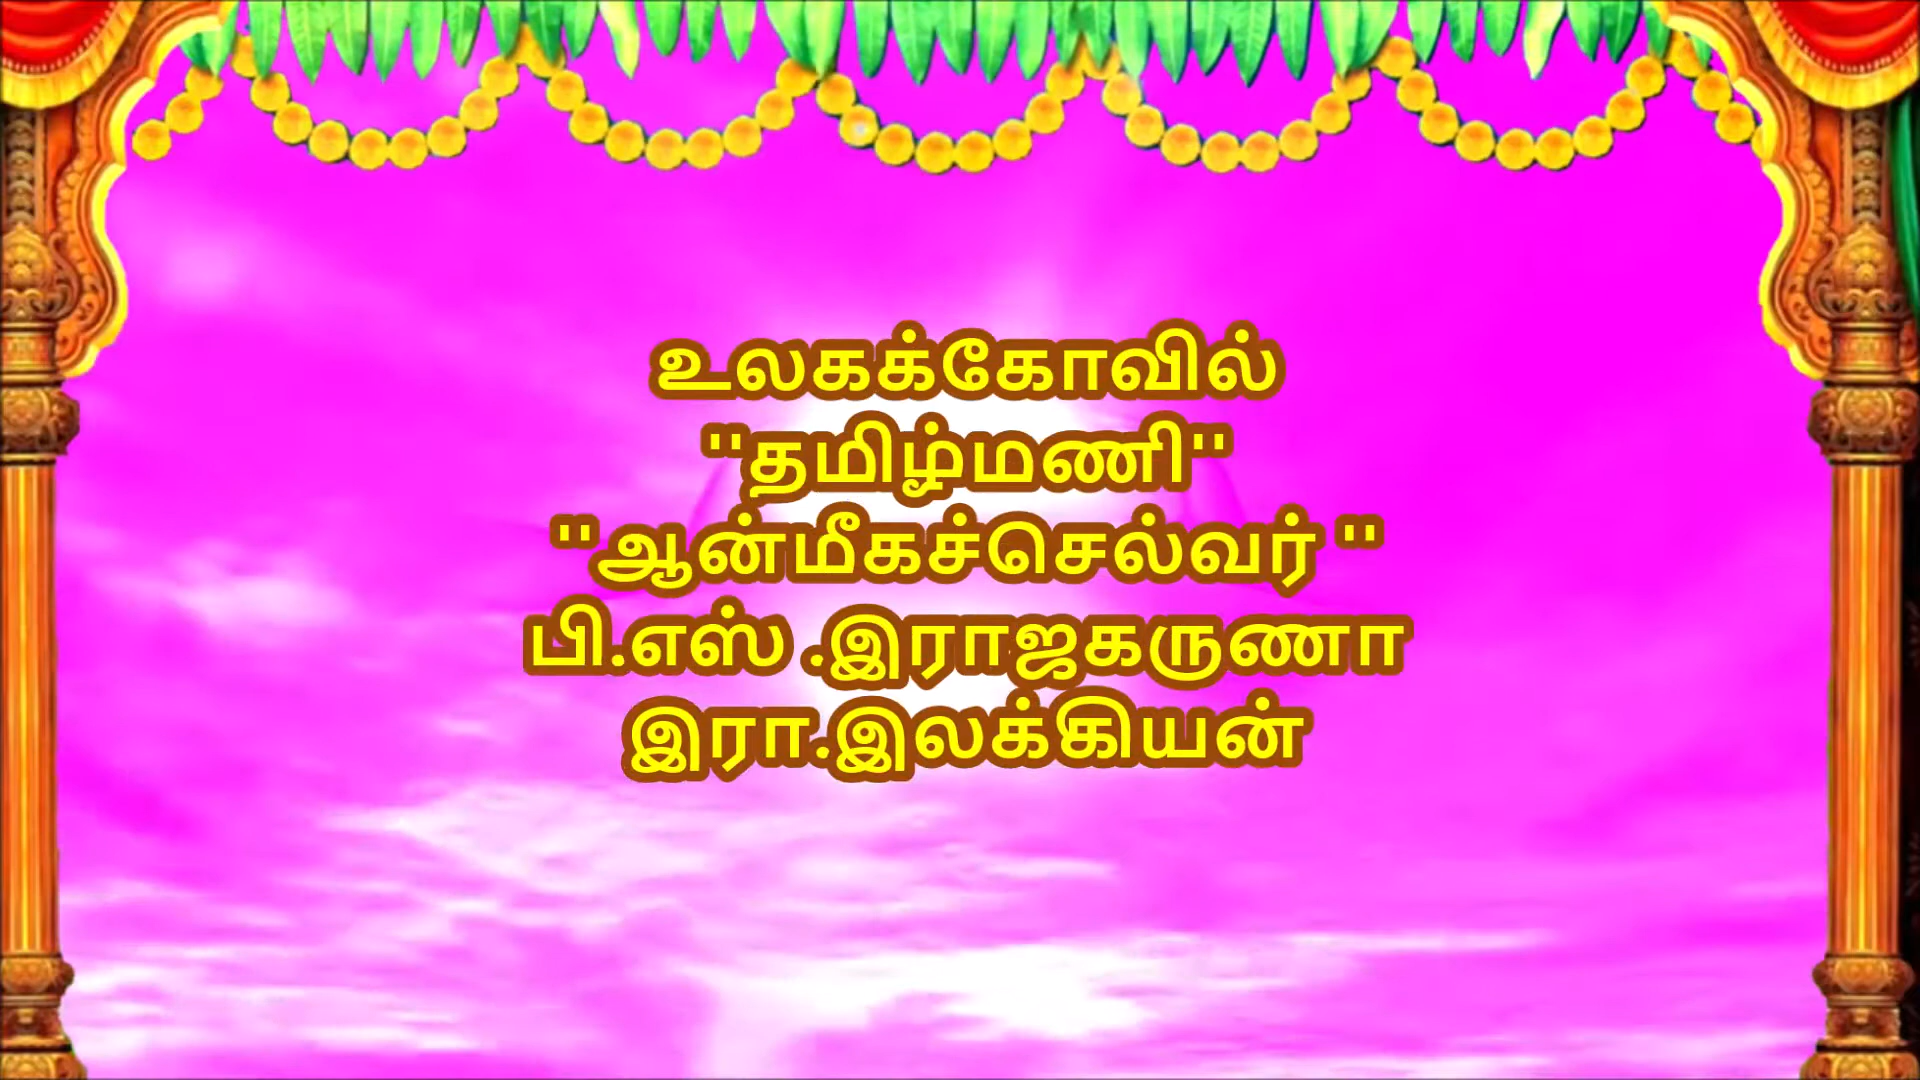 உலகக்கோவில்
"தமிழ்மணி"
"ஆன்மீகச்செல்வர் "
பி.எஸ் .இராஜகருணா
இரா.இலக்கியன்